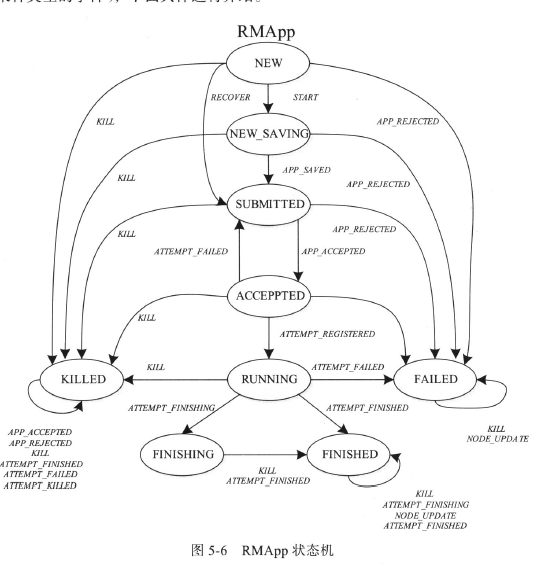 RMApp
NEW
RECOVER
START
KILL
APP_REJECTED
NEW_SAVING
APP_SAVED
KILL
APP_REJECTED
SUBMITTED
KILL
ATTEMPT_FAILED
APP_ACCEPTED
APP_REJECTED
ACCEPPTED
KILL
ATTEMPT_REGISTERED
KILLED
KILL
RUNNING
ATTEMPT_FAILED
FAILED
ATTEMPT_FINISHING
ATTEMPT_FINISHED
KILL
NODE_UPDATE
APP_ACCEPTED
APP_REJECTED
KILL
ATTEMPT_FINISHED
ATTEMPT_FAILED
ATTEMPT_KILLED
FINISHING
KILL
ATTEMPT_FINISHED
FINISHED
KILL
ATTEMPT_FINISHING
NODE_UPDATE
ATTEMPT_FINISHED
图 5-6 RMApp 状态机